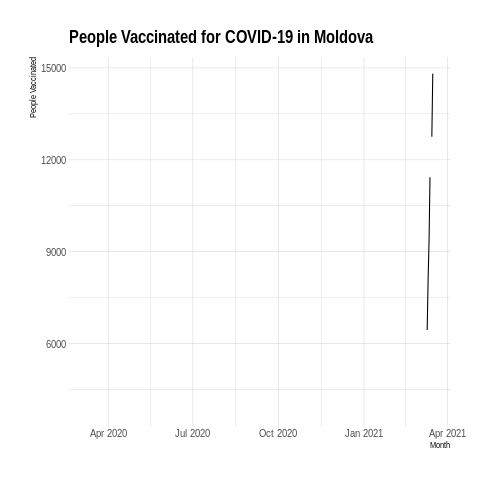 People Vaccinated for COVID-19 in Moldova
People Vaccinated
15000
12000
9000
6000
Apr 2020 Jul 2020 Oct 2020 Jan 2021 Apr 2021
Month